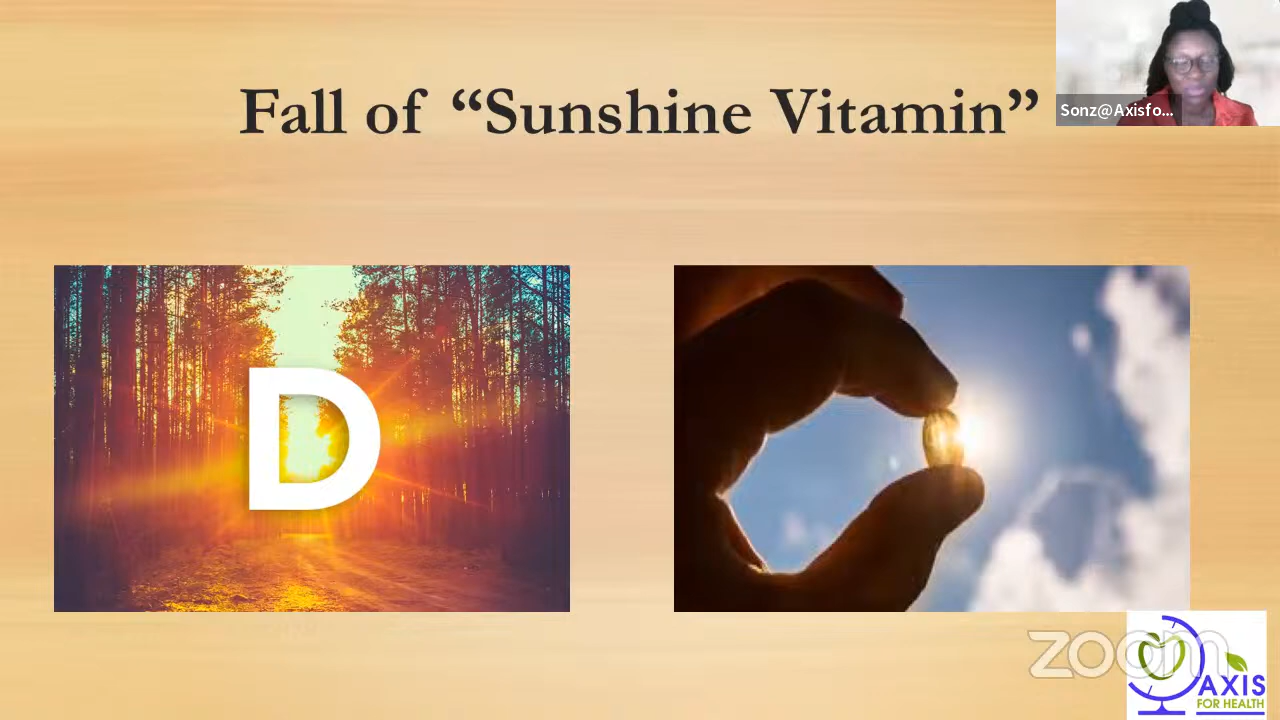 Fall of “Sunshine Vitamin”
Sonz@Axisfo...
D
zoom
AXIS
FOR HEALTH